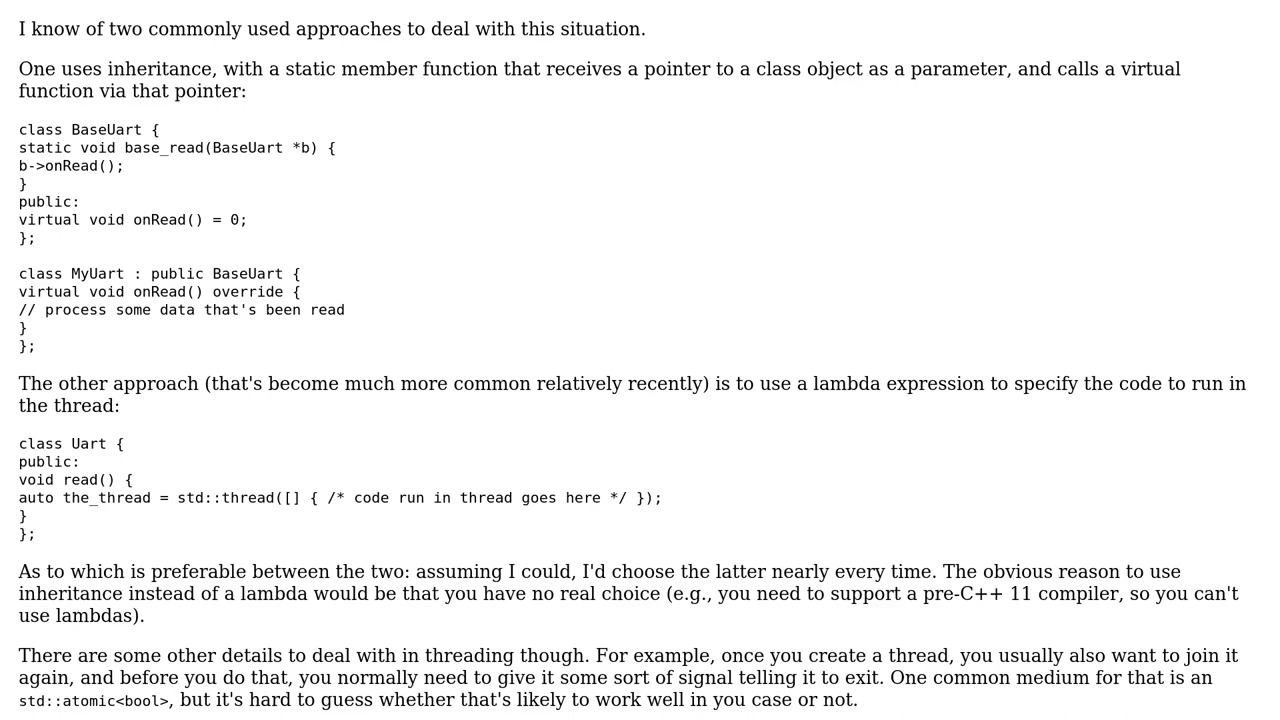 I know of two commonly used approaches to deal with this situation.
One uses inheritance, with a static member function that receives a pointer to a class object as a parameter, and calls a virtual
function via that pointer:
class BaseUart {
static void base_read(BaseUart *b) {
b->onRead();
}
public:
virtual void onRead() = 0;
};
class MyUart : public BaseUart {
virtual void onRead() override {
// process some data that's been read
}
};
The other approach (that's become much more common relatively recently) is to use a lambda expression to specify the code to run in
the thread:
class Uart {
public:
void read() {
auto the_thread = std::thread([] { /* code run in thread goes here */ });
}
};
As to which is preferable between the two: assuming I could, I'd choose the latter nearly every time. The obvious reason to use
inheritance instead of a lambda would be that you have no real choice (e.g., you need to support a pre-C++ 11 compiler, so you can't
use lambdas).
There are some other details to deal with in threading though. For example, once you create a thread, you usually also want to join it
again, and before you do that, you normally need to give it some sort of signal telling it to exit. One common medium for that is an
std::atomic<bool>, but it's hard to guess whether that's likely to work well in you case or not.